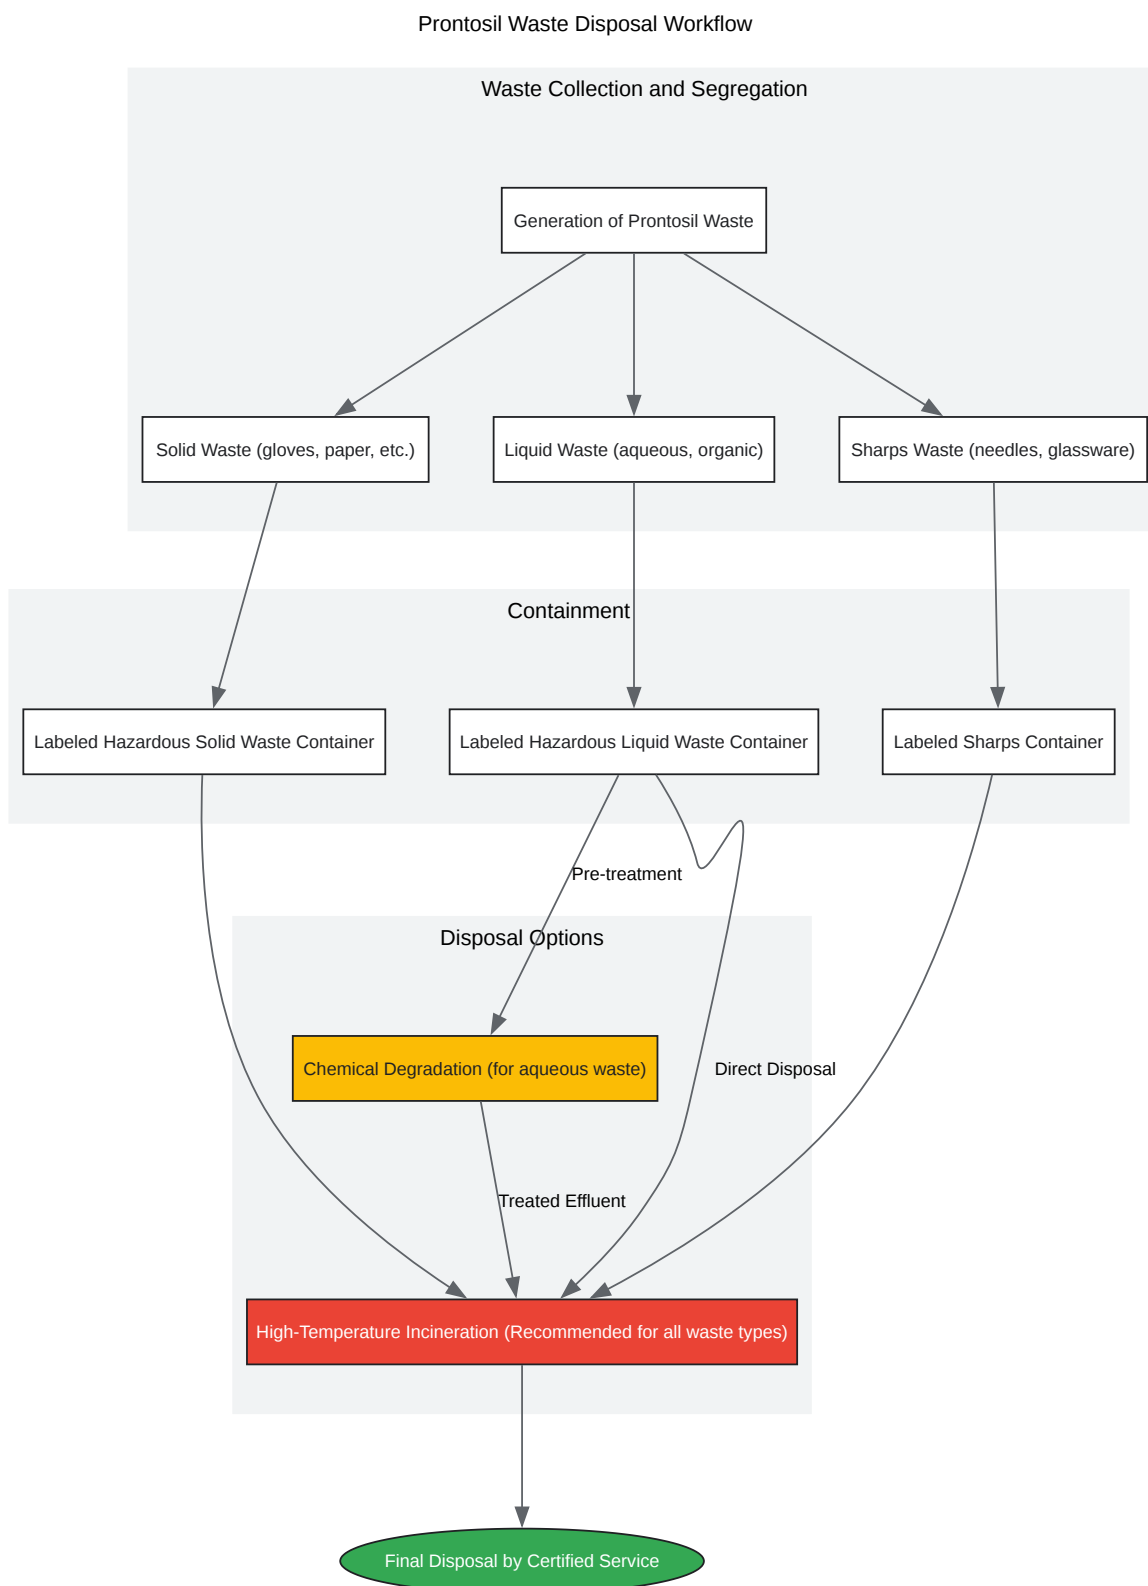 Prontosil Waste Disposal Workflow
Waste Collection and Segregation
Generation of Prontosil Waste
Solid Waste (gloves, paper, etc.)
Liquid Waste (aqueous, organic)
Sharps Waste (needles, glassware)
Containment
Labeled Hazardous Solid Waste Container
Labeled Hazardous Liquid Waste Container
Labeled Sharps Container
Pre-treatment
Disposal Options
Chemical Degradation (for aqueous waste)
Direct Disposal
Treated Effluent
High-Temperature Incineration (Recommended for all waste types)
Final Disposal by Certified Service